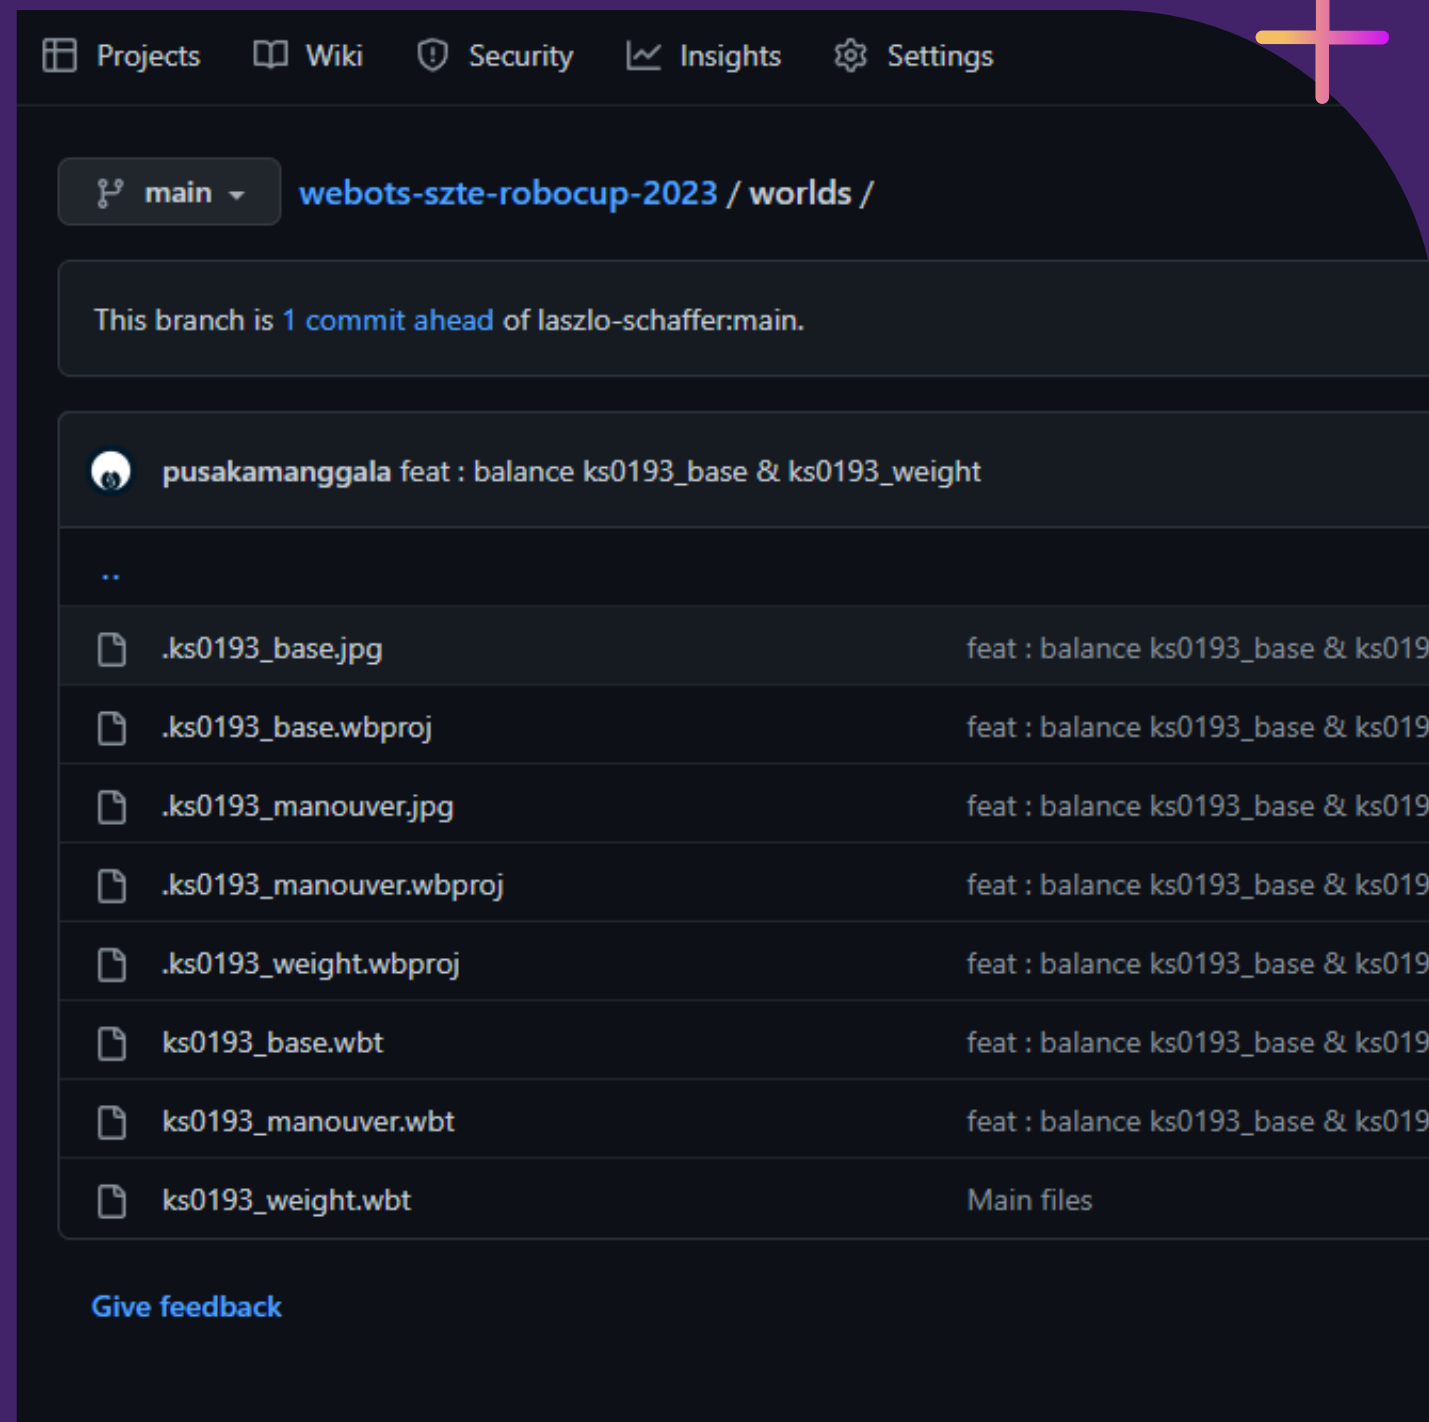 Projects Wiki Security Insights Settings
main webots-szte-robocup-2023 / worlds /
This branch is 1 commit ahead of laszlo-schaffer:main.
pusakamanggala feat : balance ks0193_base & ks0193_weight
..
.ks0193_base.jpg feat : balance ks0193_base & ks019
.ks0193_base.wbproj feat : balance ks0193_base & ks019
.ks0193_manouver.jpg feat : balance ks0193_base & ks019
.ks0193_manouver.wbproj feat : balance ks0193_base & ks019
.ks0193_weight.wbproj feat : balance ks0193_base & ks019
ks0193_base.wbt feat : balance ks0193_base & ks019
ks0193_manouver.wbt feat : balance ks0193_base & ks019
ks0193_weight.wbt Main files
Give feedback